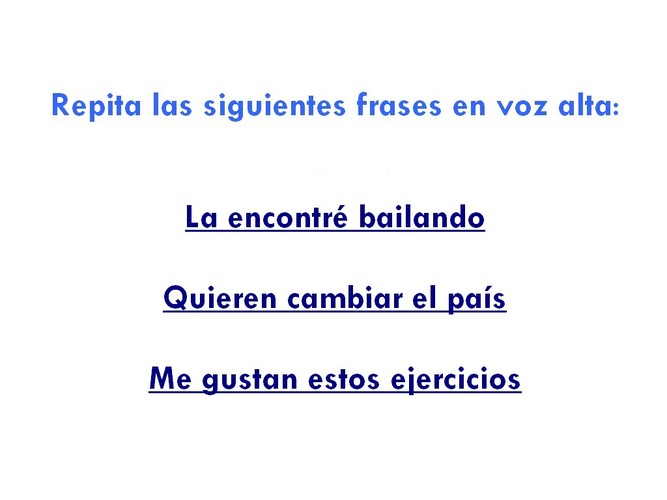 Repita las siguientes frases en voz alta:
La encontré bailando
Quieren cambiar el país
Me gustan estos ejercicios